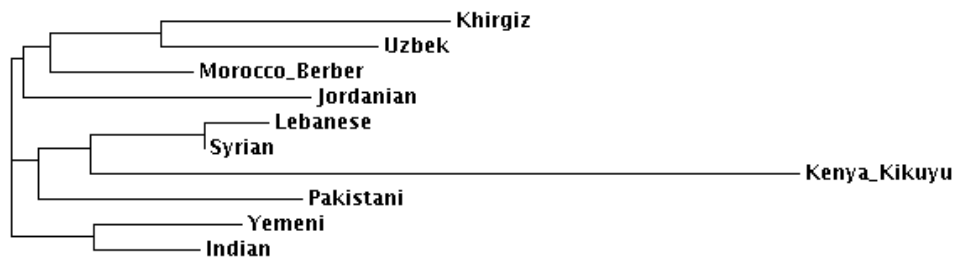 Khirgiz
Uzbek
Morocco_Berber
Jordanian
Lebanese
Syrian
Kenya_Kikuyu
Pakistani
Yemeni
Indian